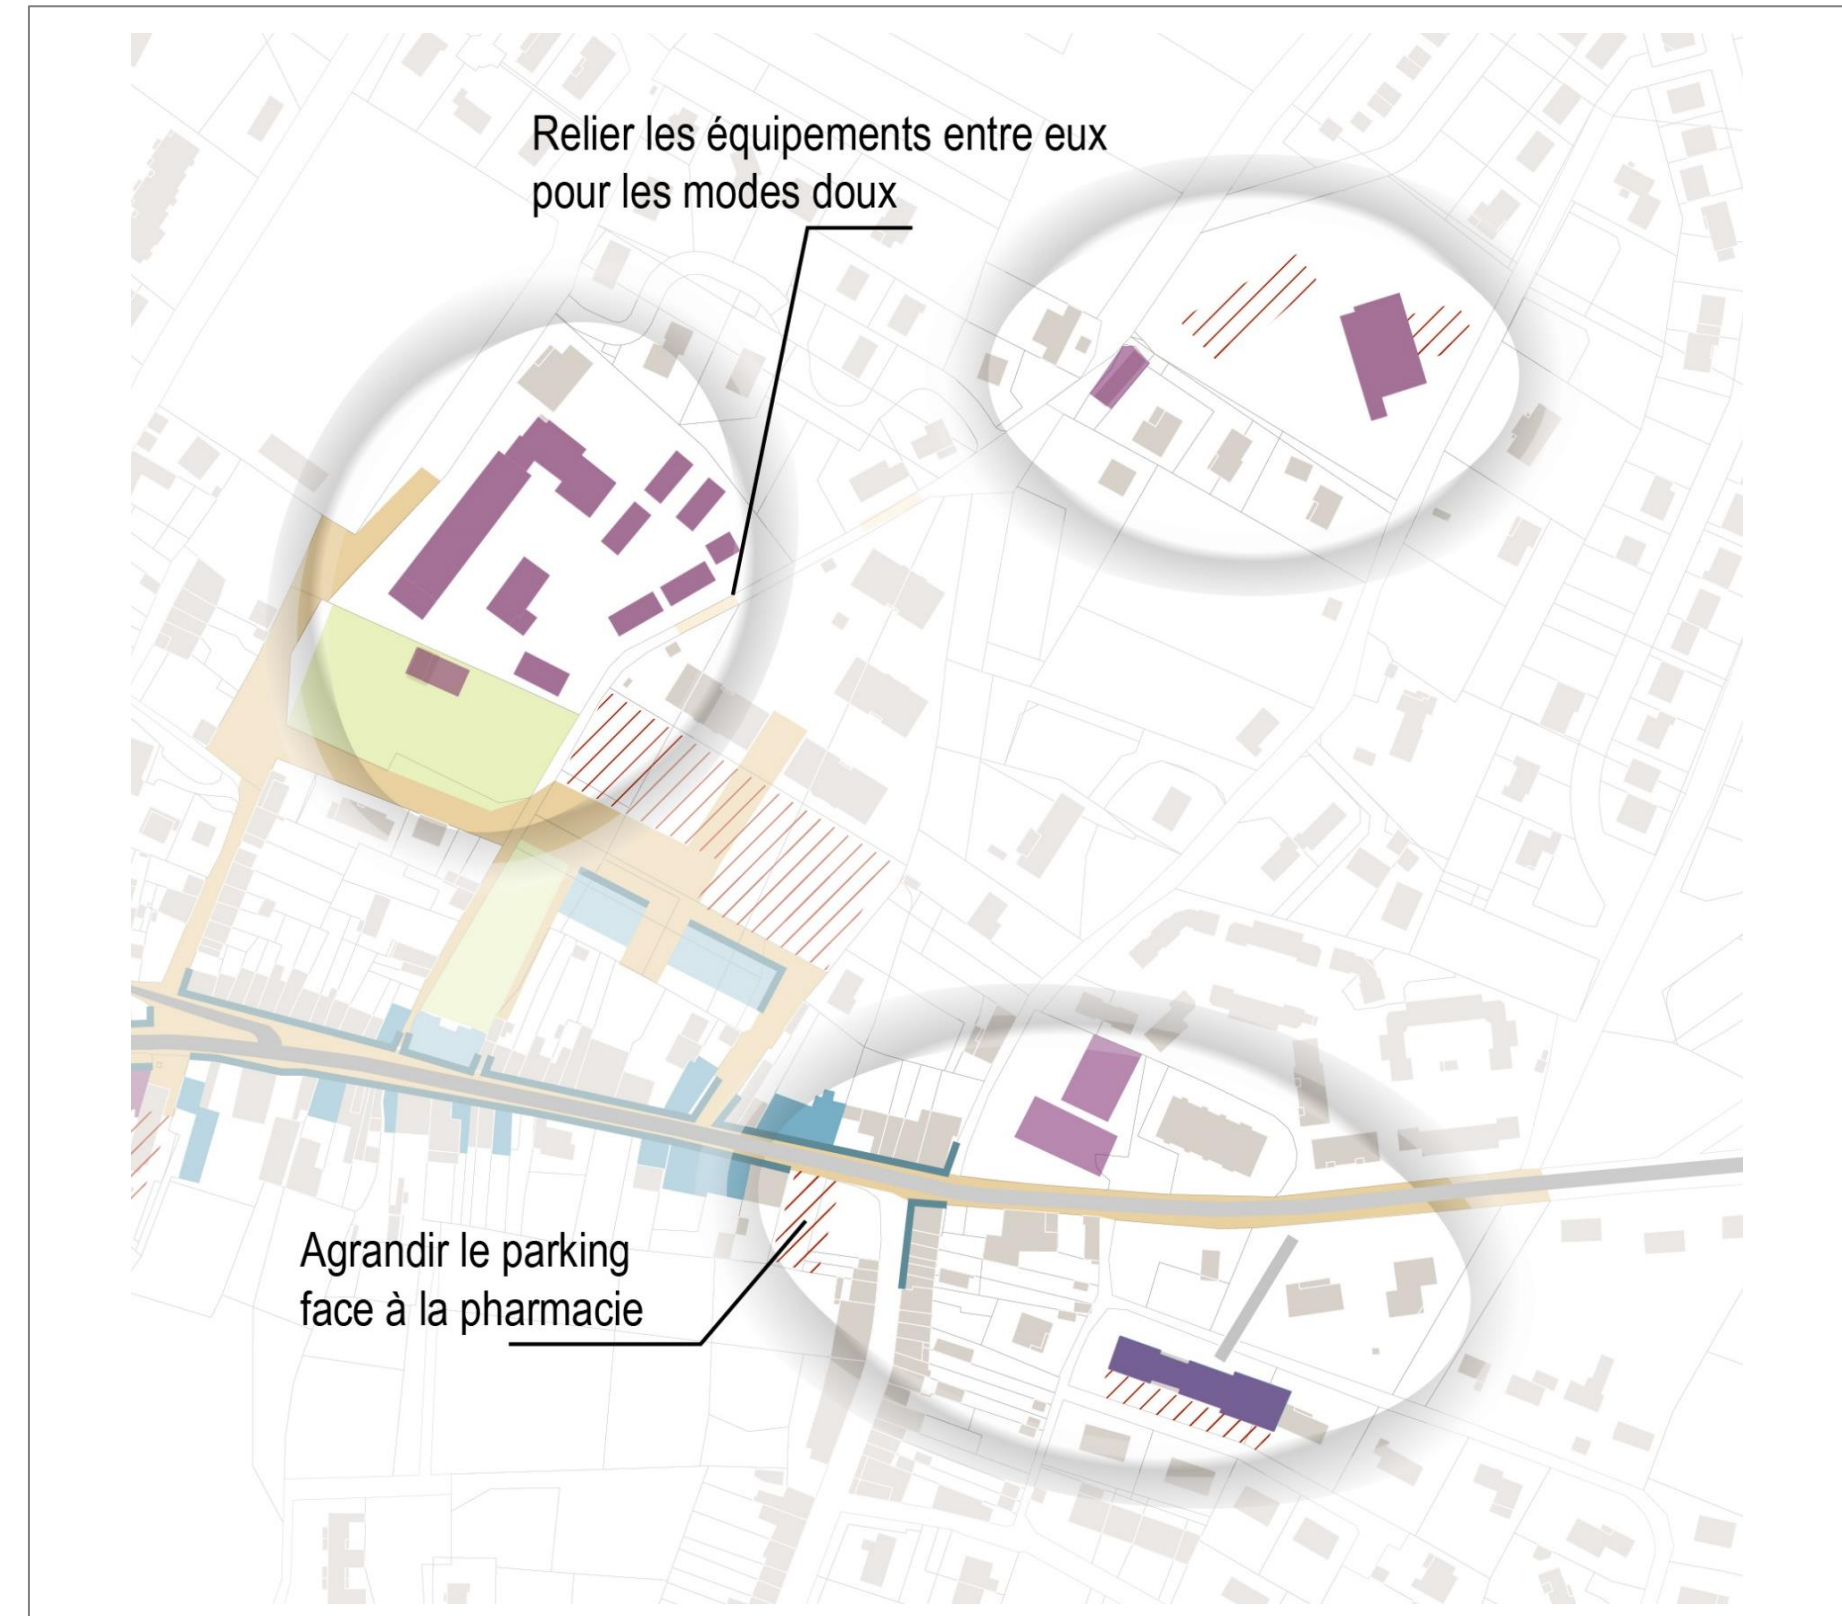 Relier les équipements entre eux
pour les modes doux
Agrandir le parking
face à la pharmacie